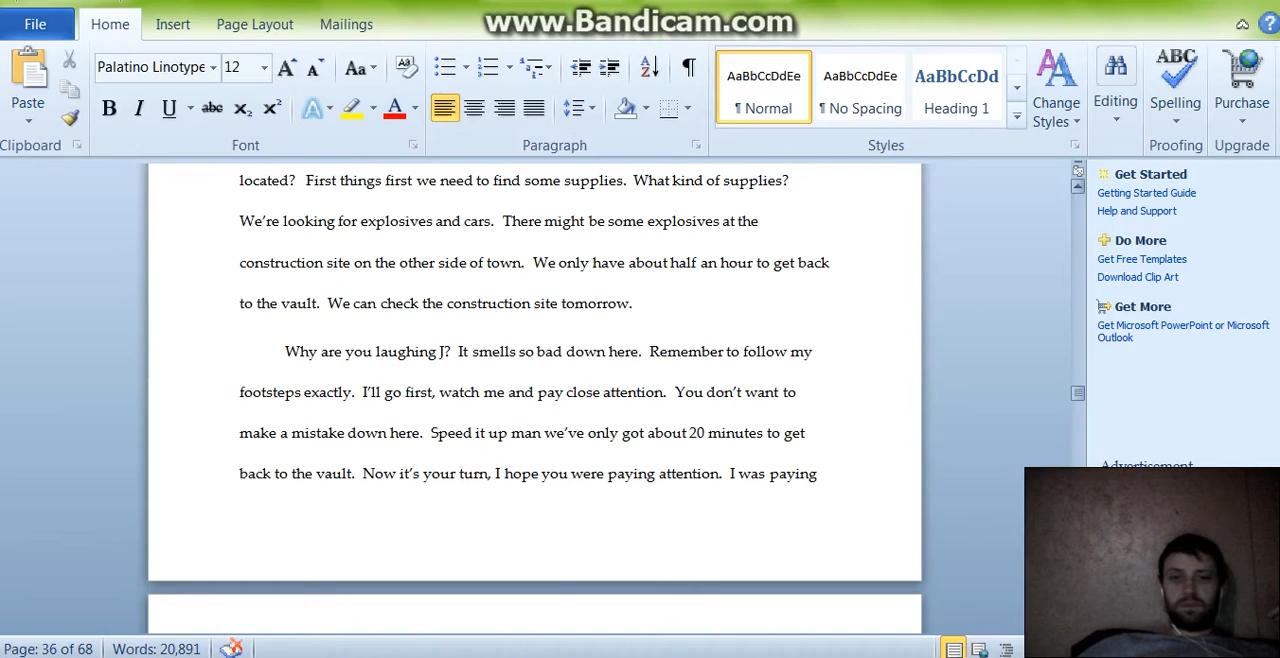 www.Bandicam.com
File Home Insert Page Layout Mailings
Palatino Linotype 12
Paste
B I U abc X₂ X² A A
Aa
AaBbCcDdEe AaBbCcDdEe AaBbCcDd
¶ Normal ¶ No Spacing Heading 1
Change Styles
Editing
ABC
Spelling
Purchase
Clipboard Font Paragraph Styles Proofing Upgrade
located? First things first we need to find some supplies. What kind of supplies?
We're looking for explosives and cars. There might be some explosives at the
construction site on the other side of town. We only have about half an hour to get back
to the vault. We can check the construction site tomorrow.
Why are you laughing J? It smells so bad down here. Remember to follow my
footsteps exactly. I'll go first, watch me and pay close attention. You don't want to
make a mistake down here. Speed it up man we've only got about 20 minutes to get
back to the vault. Now it's your turn, I hope you were paying attention. I was paying
Get Started
Getting Started Guide
Help and Support
Do More
Get Free Templates
Download Clip Art
Get More
Get Microsoft PowerPoint or Microsoft
Outlook
Advertisement
Page: 36 of 68 Words: 20,891